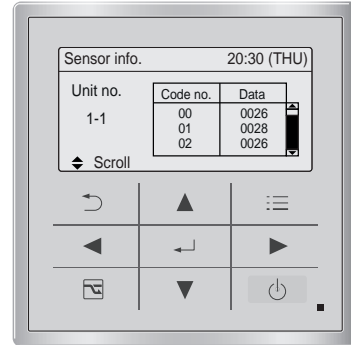 Sensor info. 20:30 (THU)
Unit no. Code no. Data
1-1
00 0026
01 0028
02 0026
Scroll